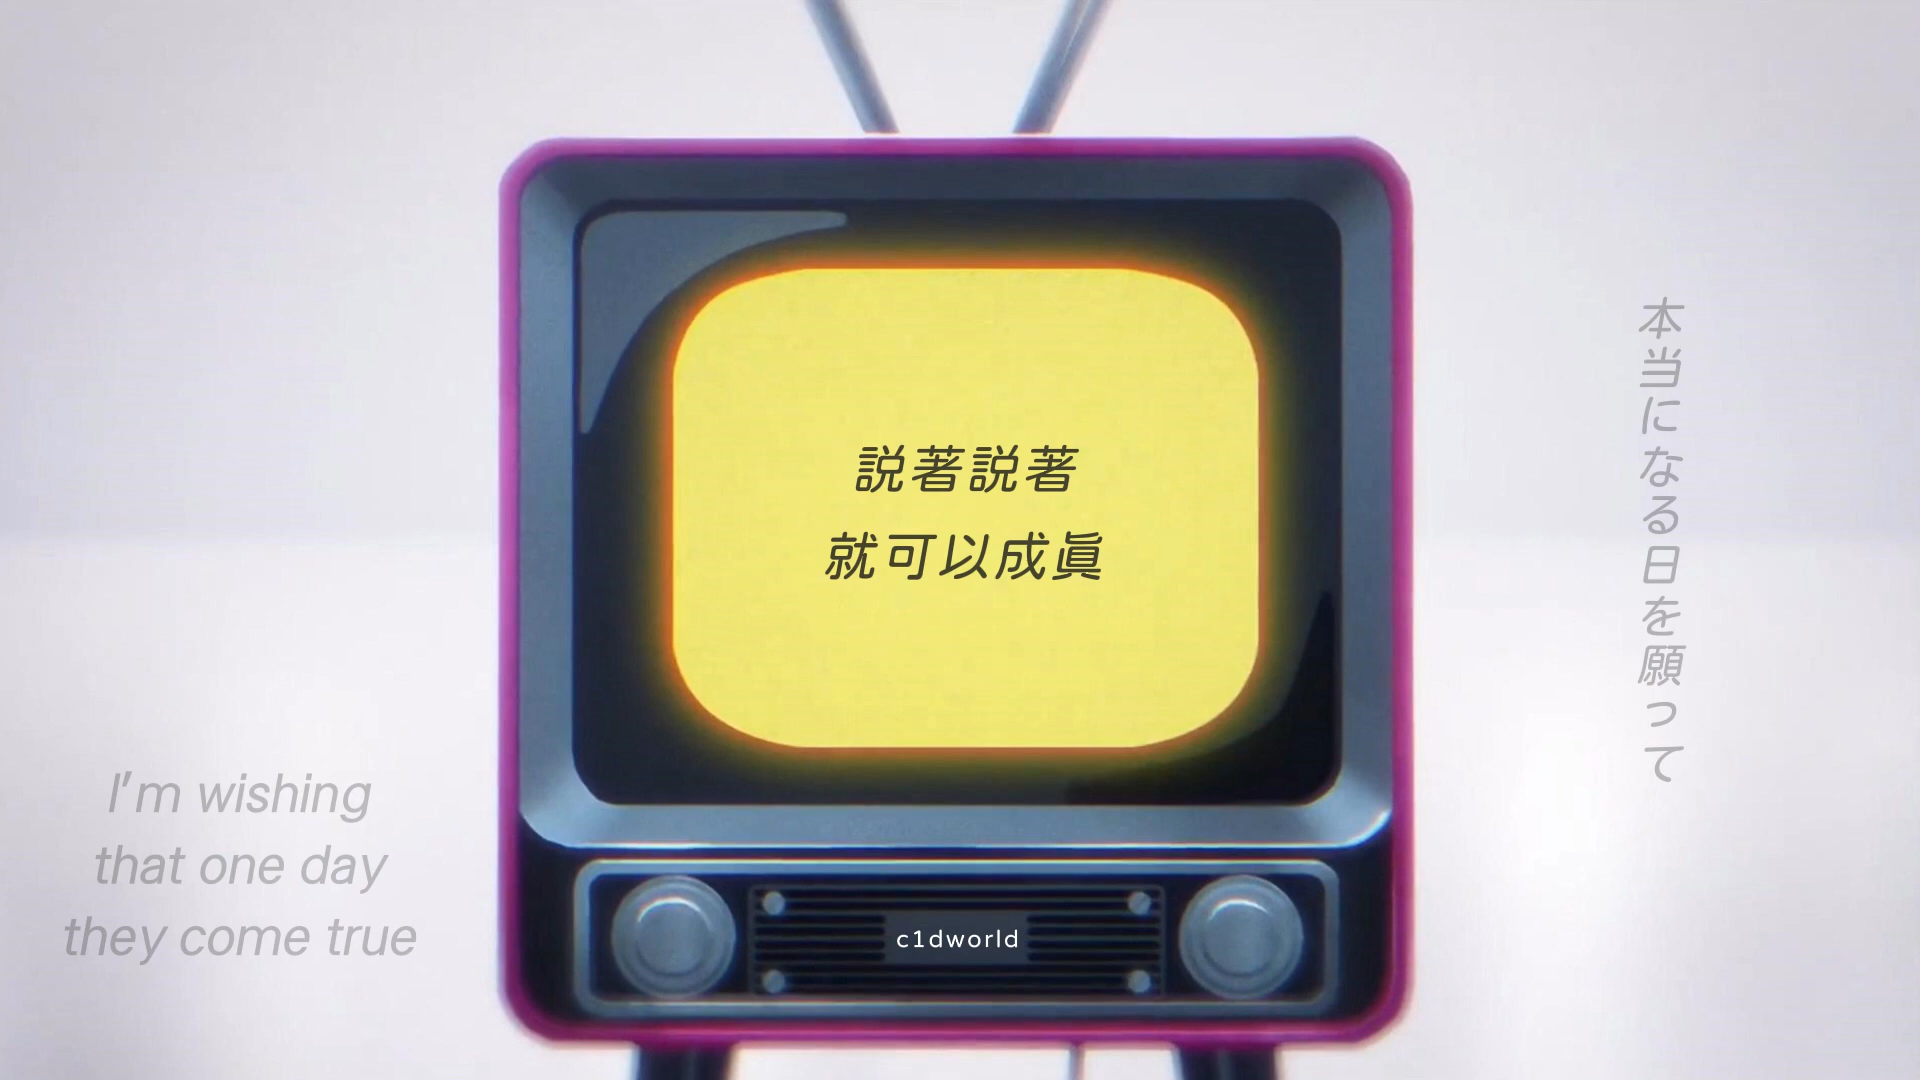 説著説著
就可以成眞
本当になる日を願って
I'm wishing
that one day
they come true
c1dworld